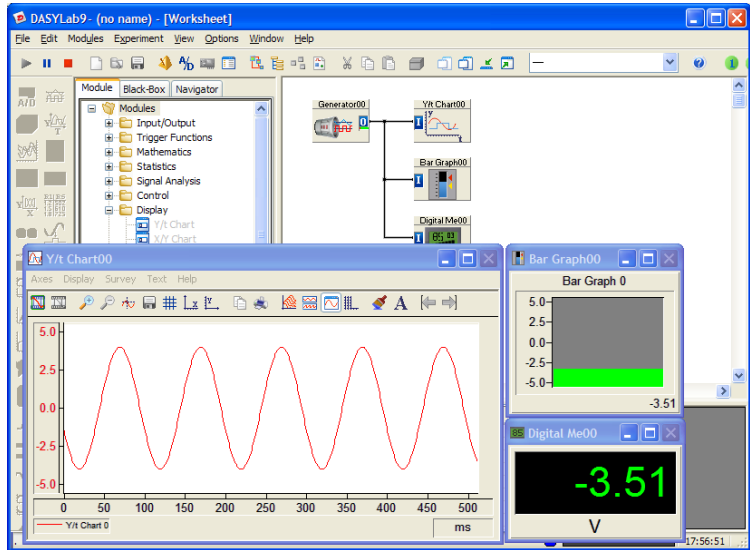 DASYLab9- (no name) - [Worksheet]
File Edit Modules Experiment View Options Window Help
A/D
Module Black-Box Navigator
Modules
Input/Output
Trigger Functions
Mathematics
Statistics
Signal Analysis
Control
Display
Y/t Chart
X/Y Chart
Generator00
0
Y/t Chart00
I
y
t
Bar Graph00
I
Digital Me00
I
Y/t Chart00
Axes Display Survey Text Help
5.0
2.5
0.0
-2.5
-5.0
0 50 100 150 200 250 300 350 400 450 500
Y/t Chart 0
ms
Bar Graph00
Bar Graph 0
5.0
2.5
-0.0
-2.5
-5.0
-3.51
85 Digital Me00
-3.51
V
17:56:51